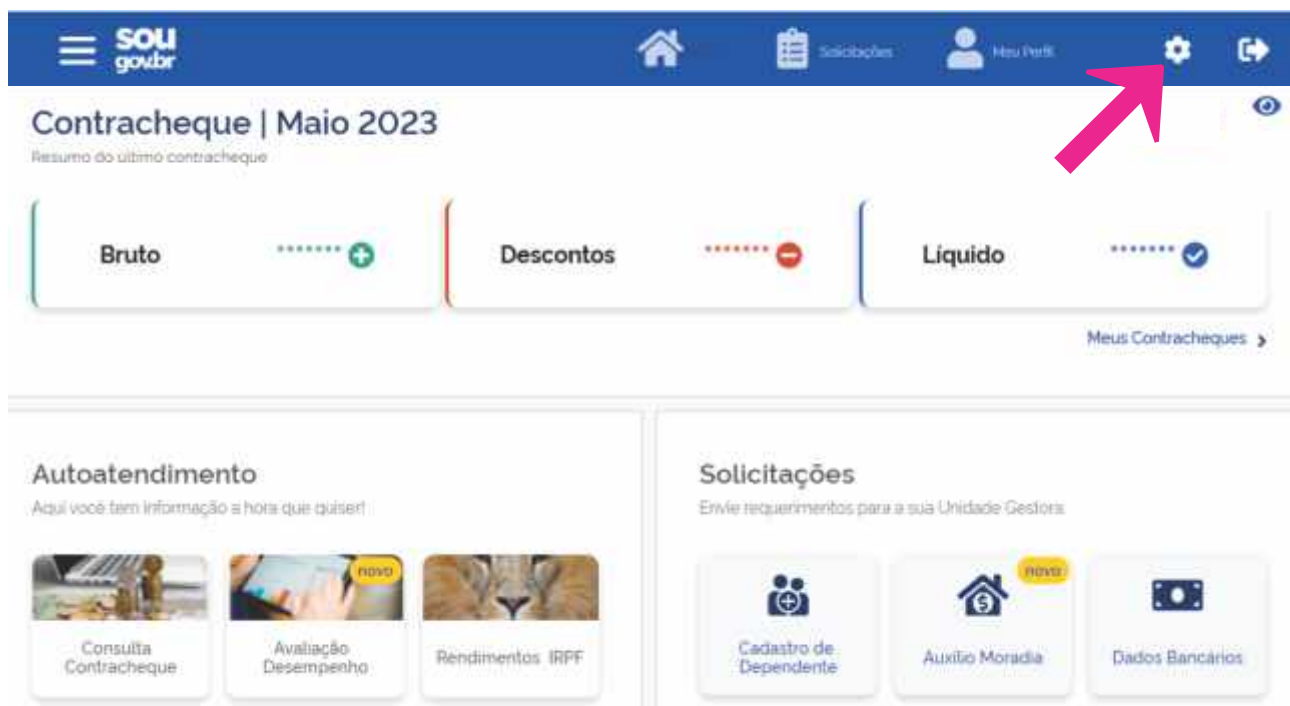 SOU
gov.br
Solicitações
Meu Perfil
Contracheque | Maio 2023
Resumo do último contracheque
Bruto •••••••
Descontos •••••••
Líquido •••••••
Meus Contracheques
Autoatendimento
Aqui você tem informação a hora que quiser!
Consulta
Contracheque
novo
Avaliação
Desempenho
Rendimentos IRPF
Solicitações
Envie requerimentos para a sua Unidade Gestora
Cadastro de
Dependente
novo
Auxílio Moradia
Dados Bancários